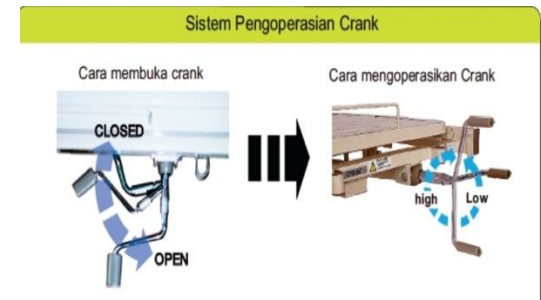 Sistem Pengoperasian Crank
Cara membuka crank
CLOSED
OPEN
Cara mengoperasikan Crank
high
Low